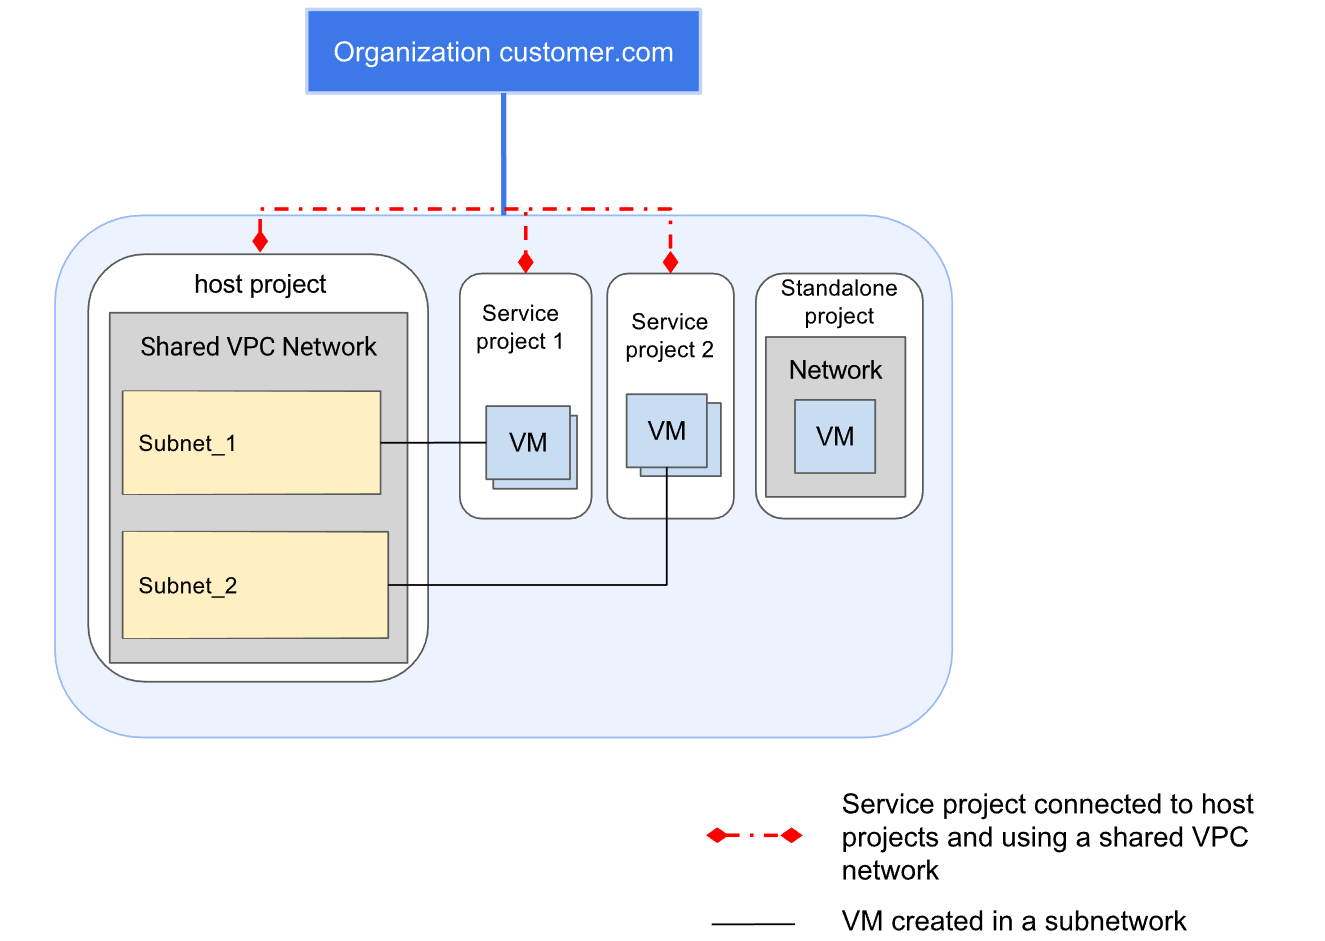 Organization customer.com
host project
Shared VPC Network
Subnet_1
Subnet_2
Service
project 1
VM
Service
project 2
VM
Standalone
project
Network
VM
Service project connected to host
projects and using a shared VPC
network
VM created in a subnetwork